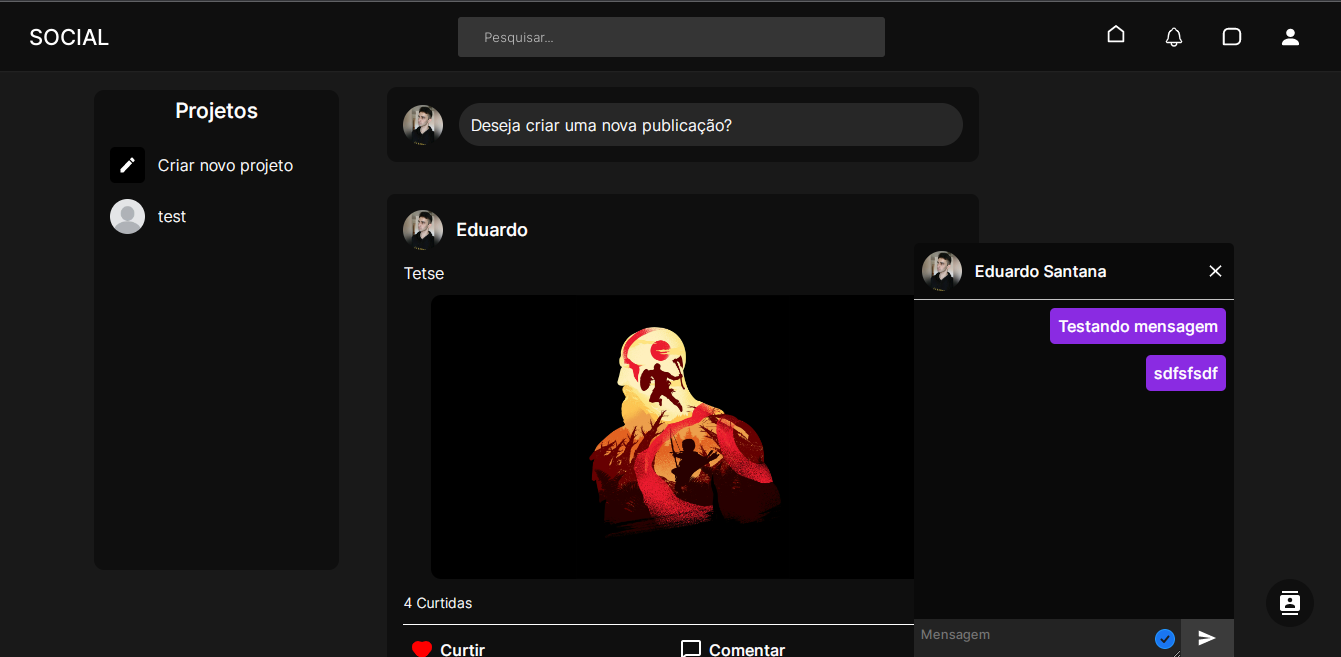 SOCIAL
Pesquisar...
Projetos
Criar novo projeto
test
Deseja criar uma nova publicação?
Eduardo
Tetse
4 Curtidas
Curtir
Comentar
Eduardo Santana
Testando mensagem
sdfsfsdf
Mensagem